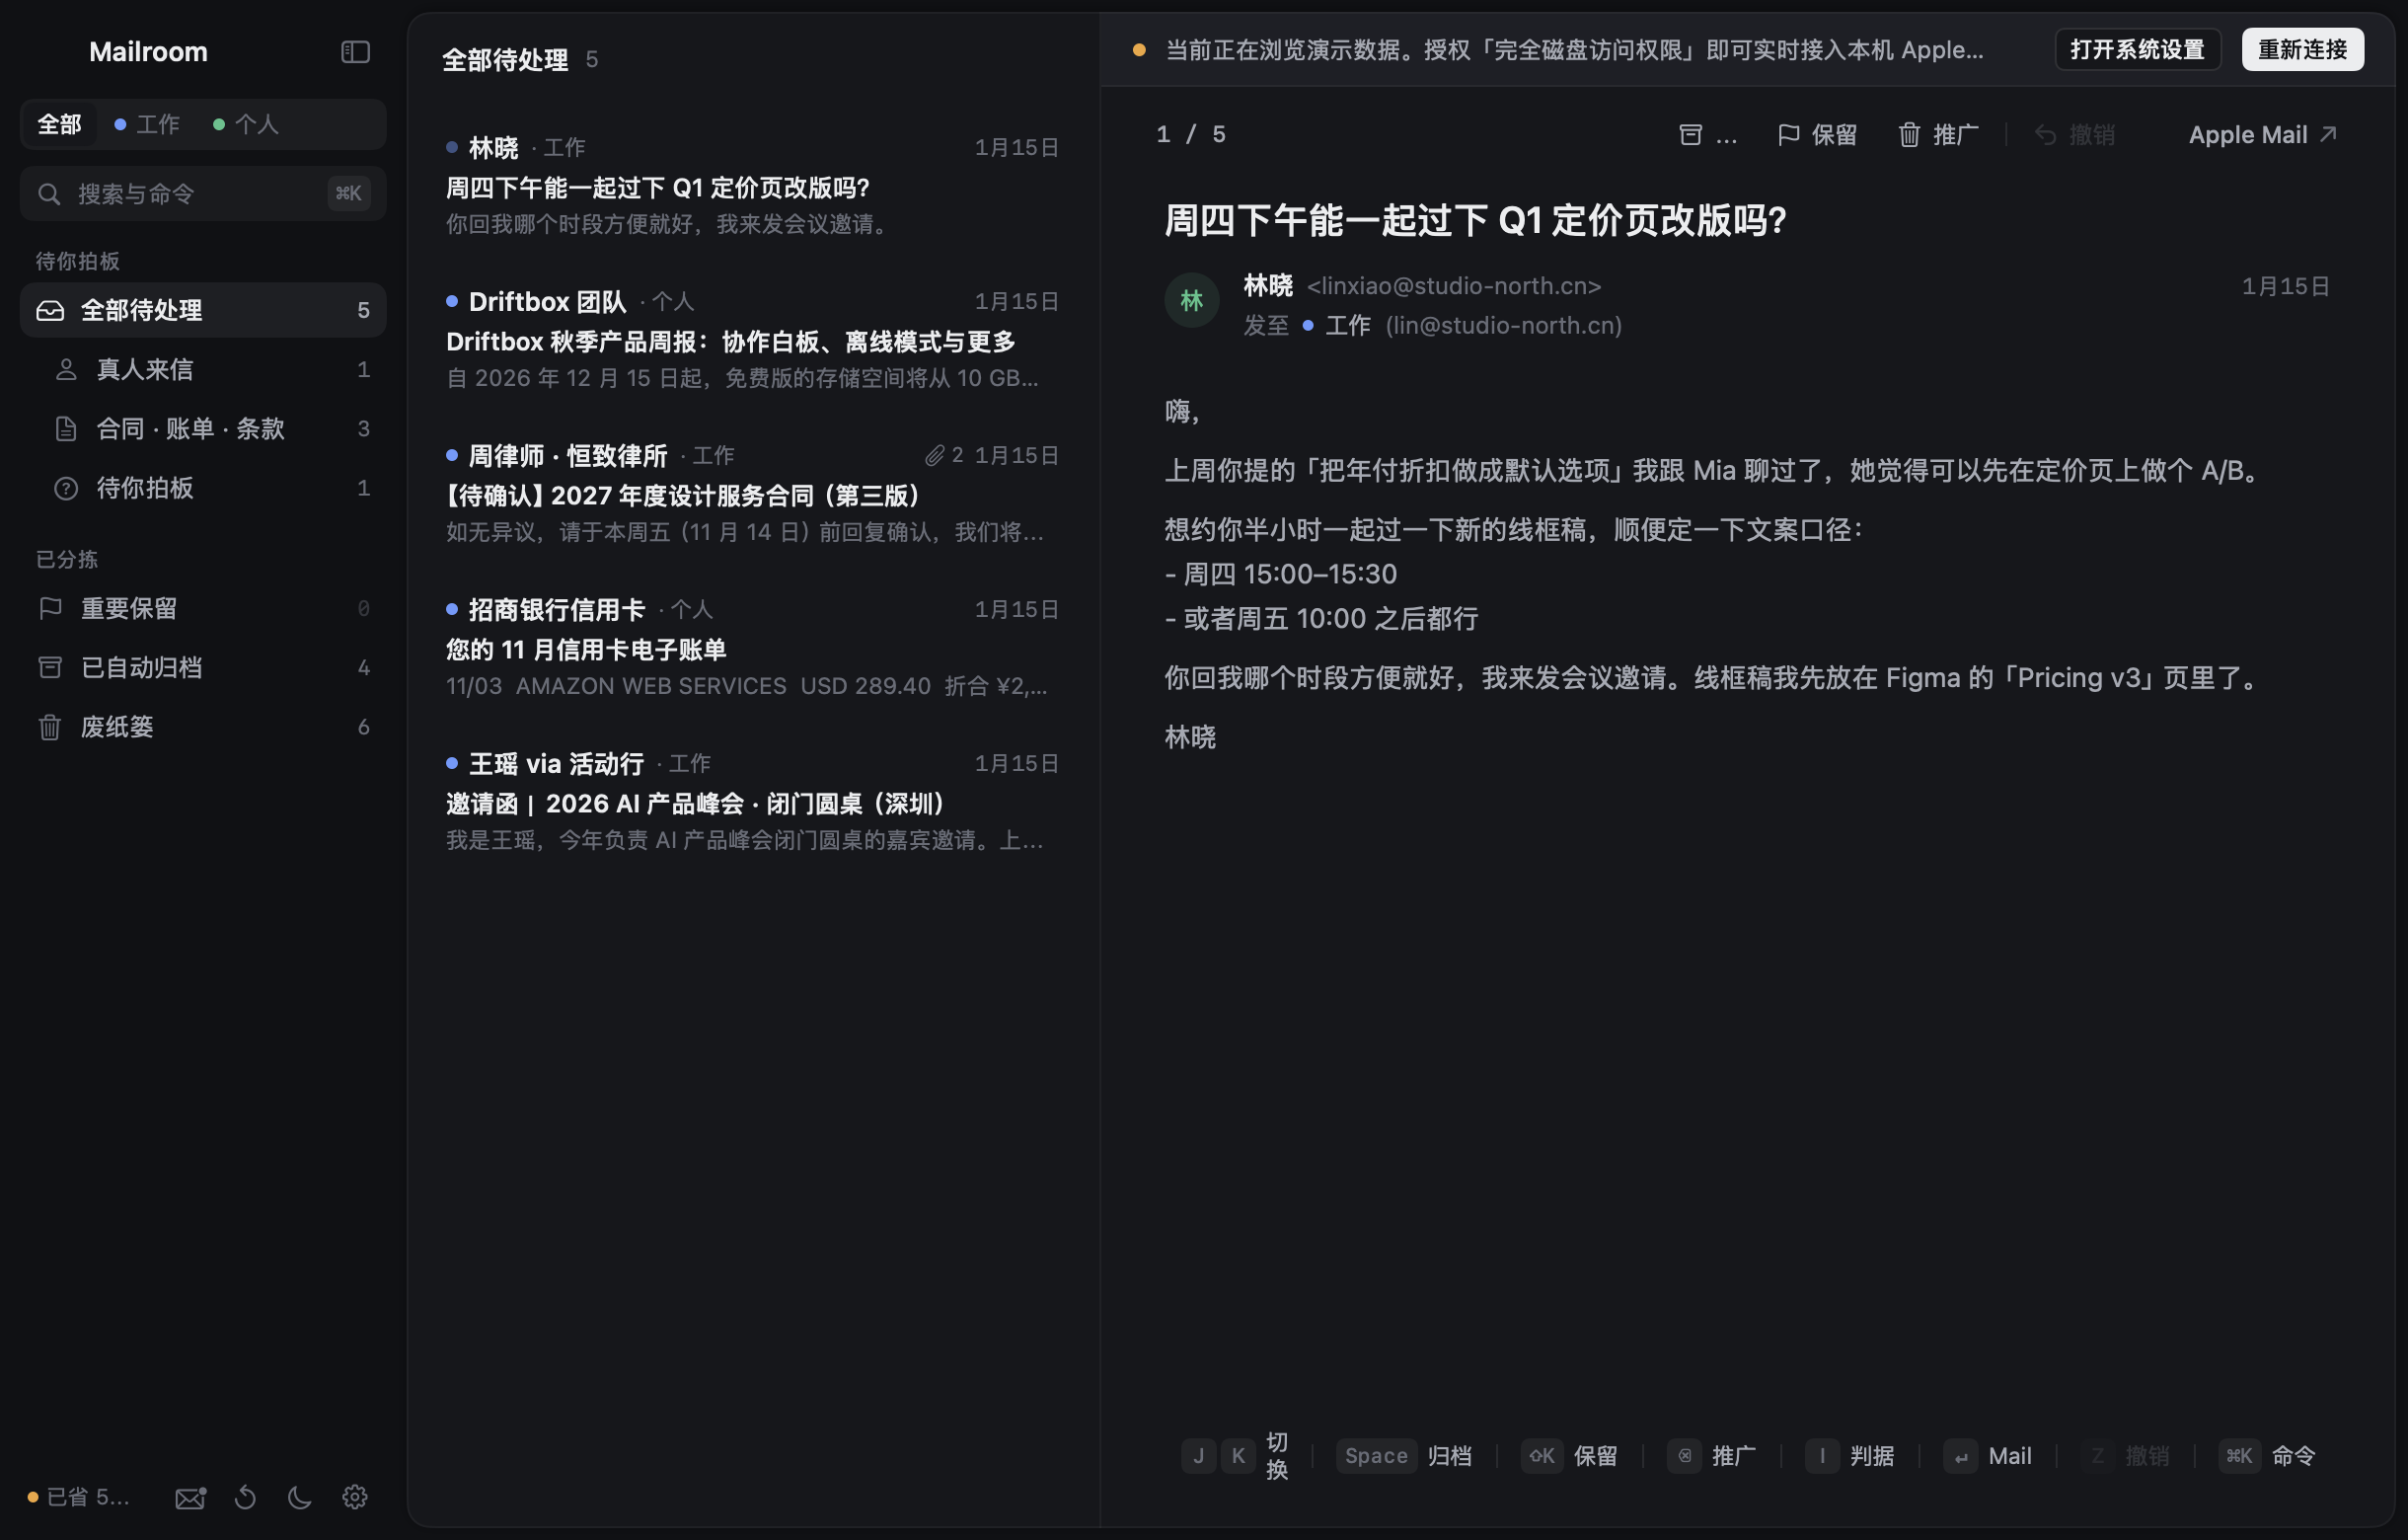 Mailroom
全部 工作 个人
搜索与命令 ⌘K
待你拍板
全部待处理 5
真人来信 1
合同 · 账单 · 条款 3
待你拍板 1
已分拣
重要保留 0
已自动归档 4
废纸篓 6
已省 5...
全部待处理 5
林晓 · 工作 1月15日
周四下午能一起过下 Q1 定价页改版吗?
你回我哪个时段方便就好，我来发会议邀请。
Driftbox 团队 · 个人 1月15日
Driftbox 秋季产品周报：协作白板、离线模式与更多
自 2026 年 12 月 15 日起，免费版的存储空间将从 10 GB...
周律师 · 恒致律所 · 工作 2 1月15日
【待确认】2027 年度设计服务合同（第三版）
如无异议，请于本周五（11 月 14 日）前回复确认，我们将...
招商银行信用卡 · 个人 1月15日
您的 11 月信用卡电子账单
11/03 AMAZON WEB SERVICES USD 289.40 折合 ¥2,...
王瑶 via 活动行 · 工作 1月15日
邀请函 | 2026 AI 产品峰会 · 闭门圆桌（深圳）
我是王瑶，今年负责 AI 产品峰会闭门圆桌的嘉宾邀请。上...
当前正在浏览演示数据。授权「完全磁盘访问权限」即可实时接入本机 Apple... 打开系统设置 重新连接
1 / 5 ... 保留 推广 撤销 Apple Mail ↗
周四下午能一起过下 Q1 定价页改版吗?
林 林晓 <linxiao@studio-north.cn> 1月15日
发至 工作 (lin@studio-north.cn)
嗨，
上周你提的「把年付折扣做成默认选项」我跟 Mia 聊过了，她觉得可以先在定价页上做个 A/B。
想约你半小时一起过一下新的线框稿，顺便定一下文案口径：
- 周四 15:00–15:30
- 或者周五 10:00 之后都行
你回我哪个时段方便就好，我来发会议邀请。线框稿我先放在 Figma 的「Pricing v3」页里了。
林晓
J K 切换 Space 归档 ⇧K 保留 ⌫ 推广 I 判据 ↵ Mail Z 撤销 ⌘K 命令